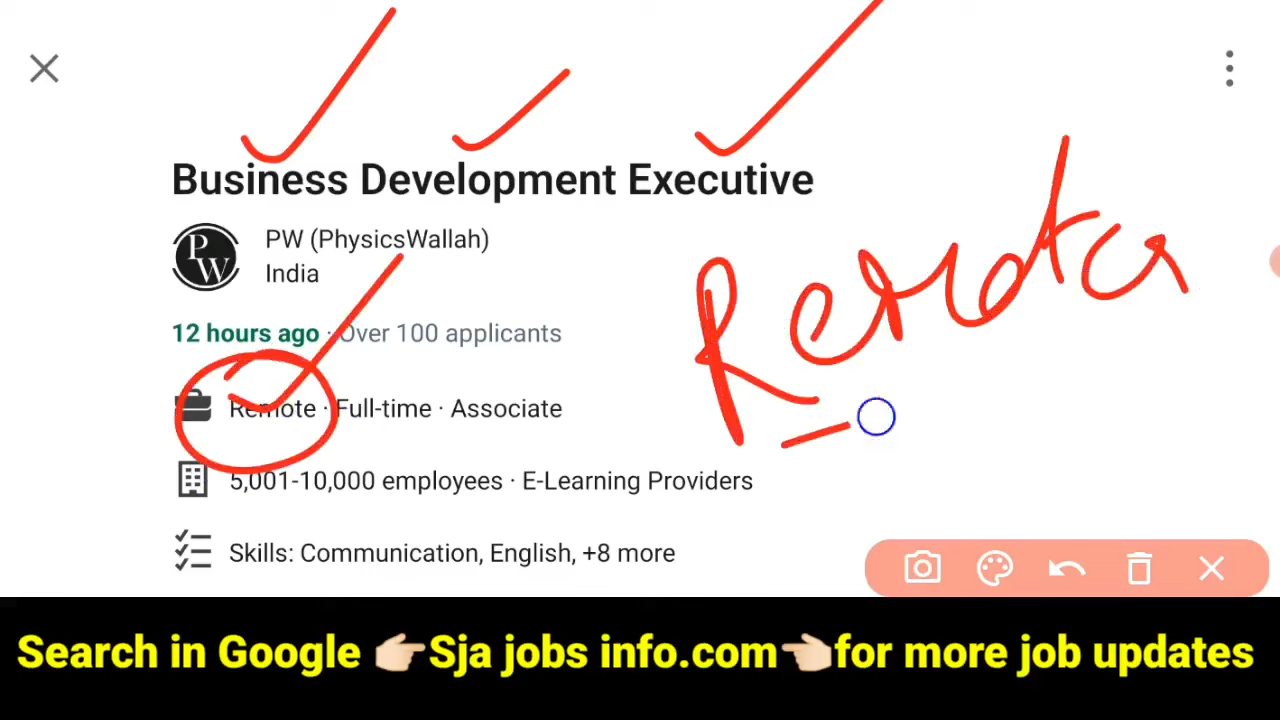 Business Development Executive
PW
PW (PhysicsWallah)
India
12 hours ago · Over 100 applicants
Remote · Full-time · Associate
5,001-10,000 employees · E-Learning Providers
Skills: Communication, English, +8 more
Search in Google 👉🏻Sja jobs info.com👈🏻for more job updates